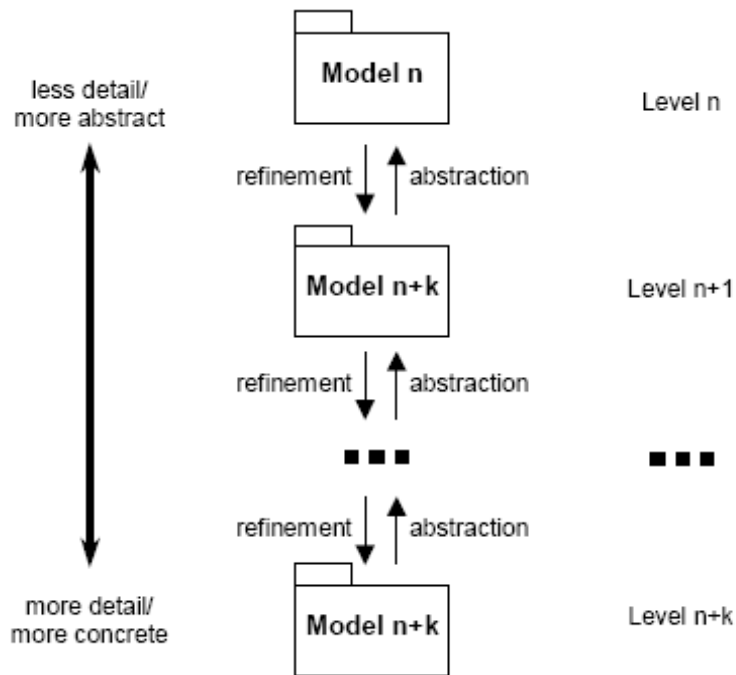 Model n
less detail/
more abstract
Level n
refinement
abstraction
Model n+k
Level n+1
refinement
abstraction
refinement
abstraction
more detail/
more concrete
Model n+k
Level n+k